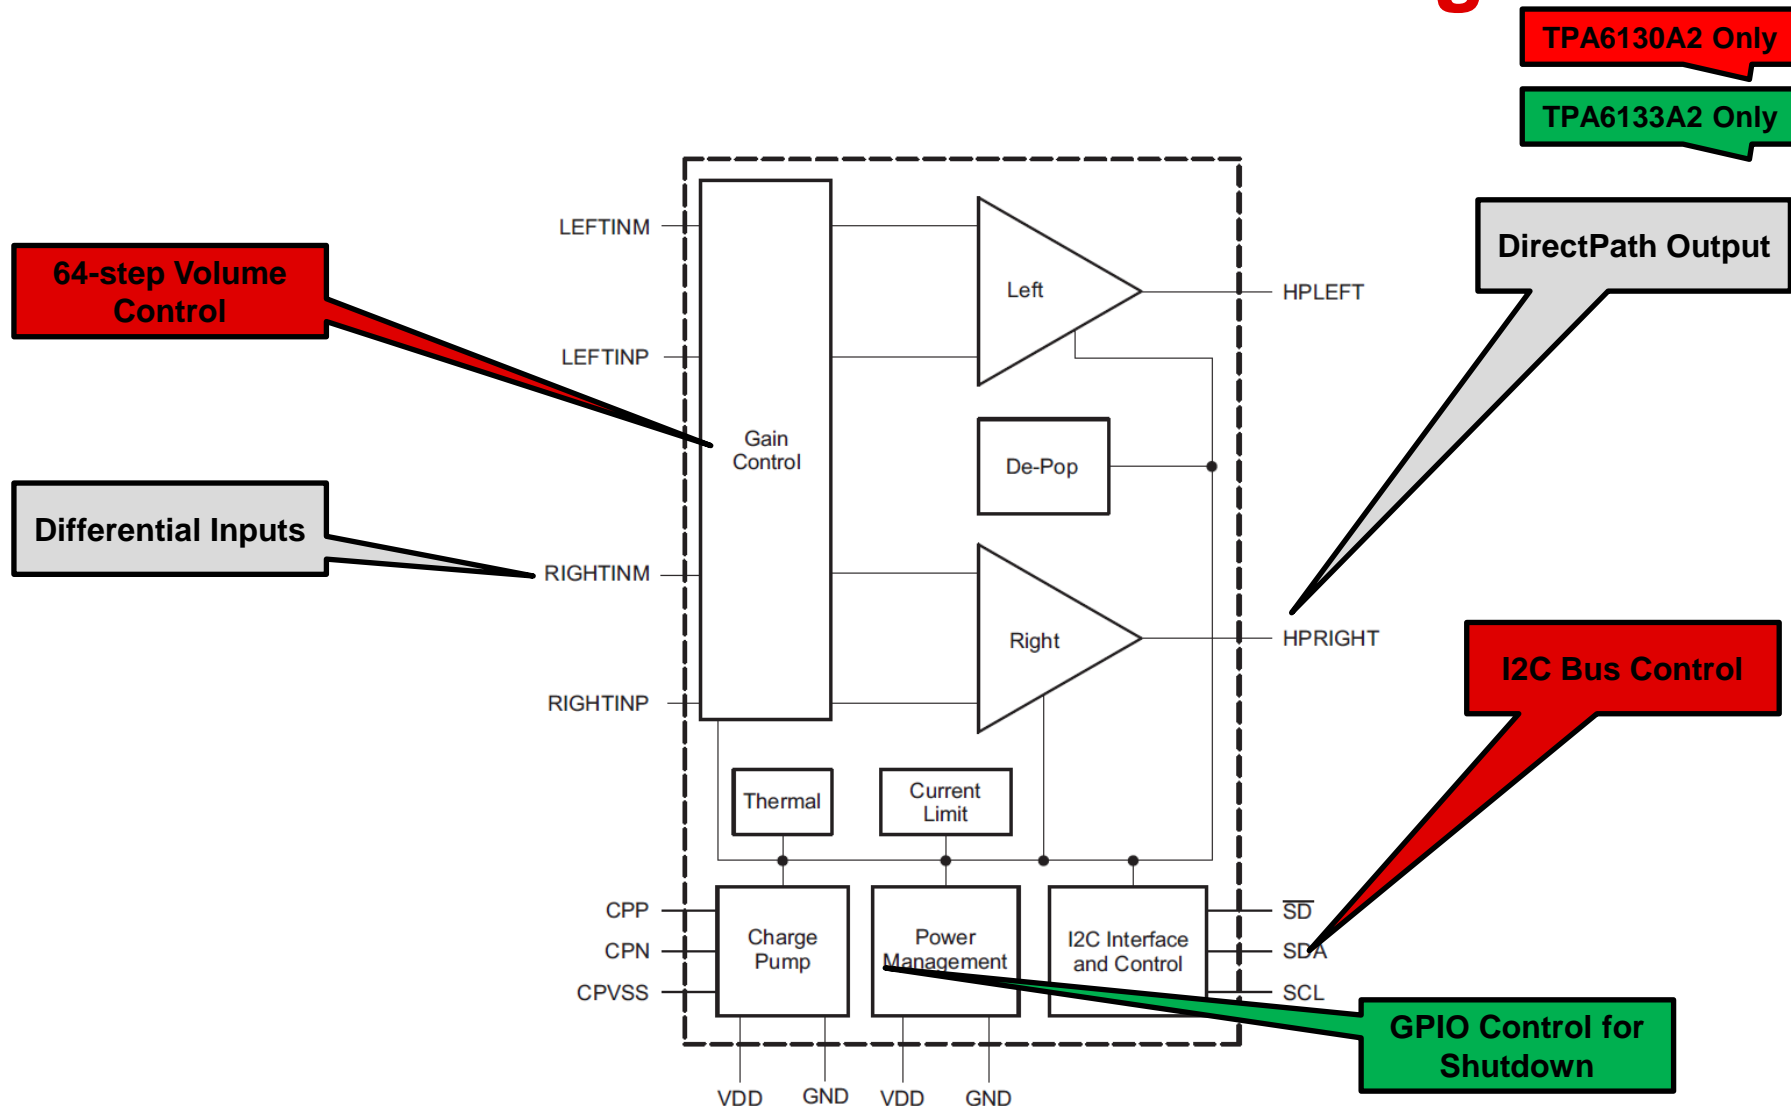 g
TPA6130A2 Only
TPA6133A2 Only
DirectPath Output
64-step Volume
Control
Differential Inputs
I2C Bus Control
GPIO Control for
Shutdown
LEFTINM
LEFTINP
RIGHTINM
RIGHTINP
Gain
Control
Left
De-Pop
Right
HPLEFT
HPRIGHT
Thermal
Current
Limit
CPP
CPN
CPVSS
Charge
Pump
Power
Management
I2C Interface
and Control
SD
SDA
SCL
VDD
GND
VDD
GND